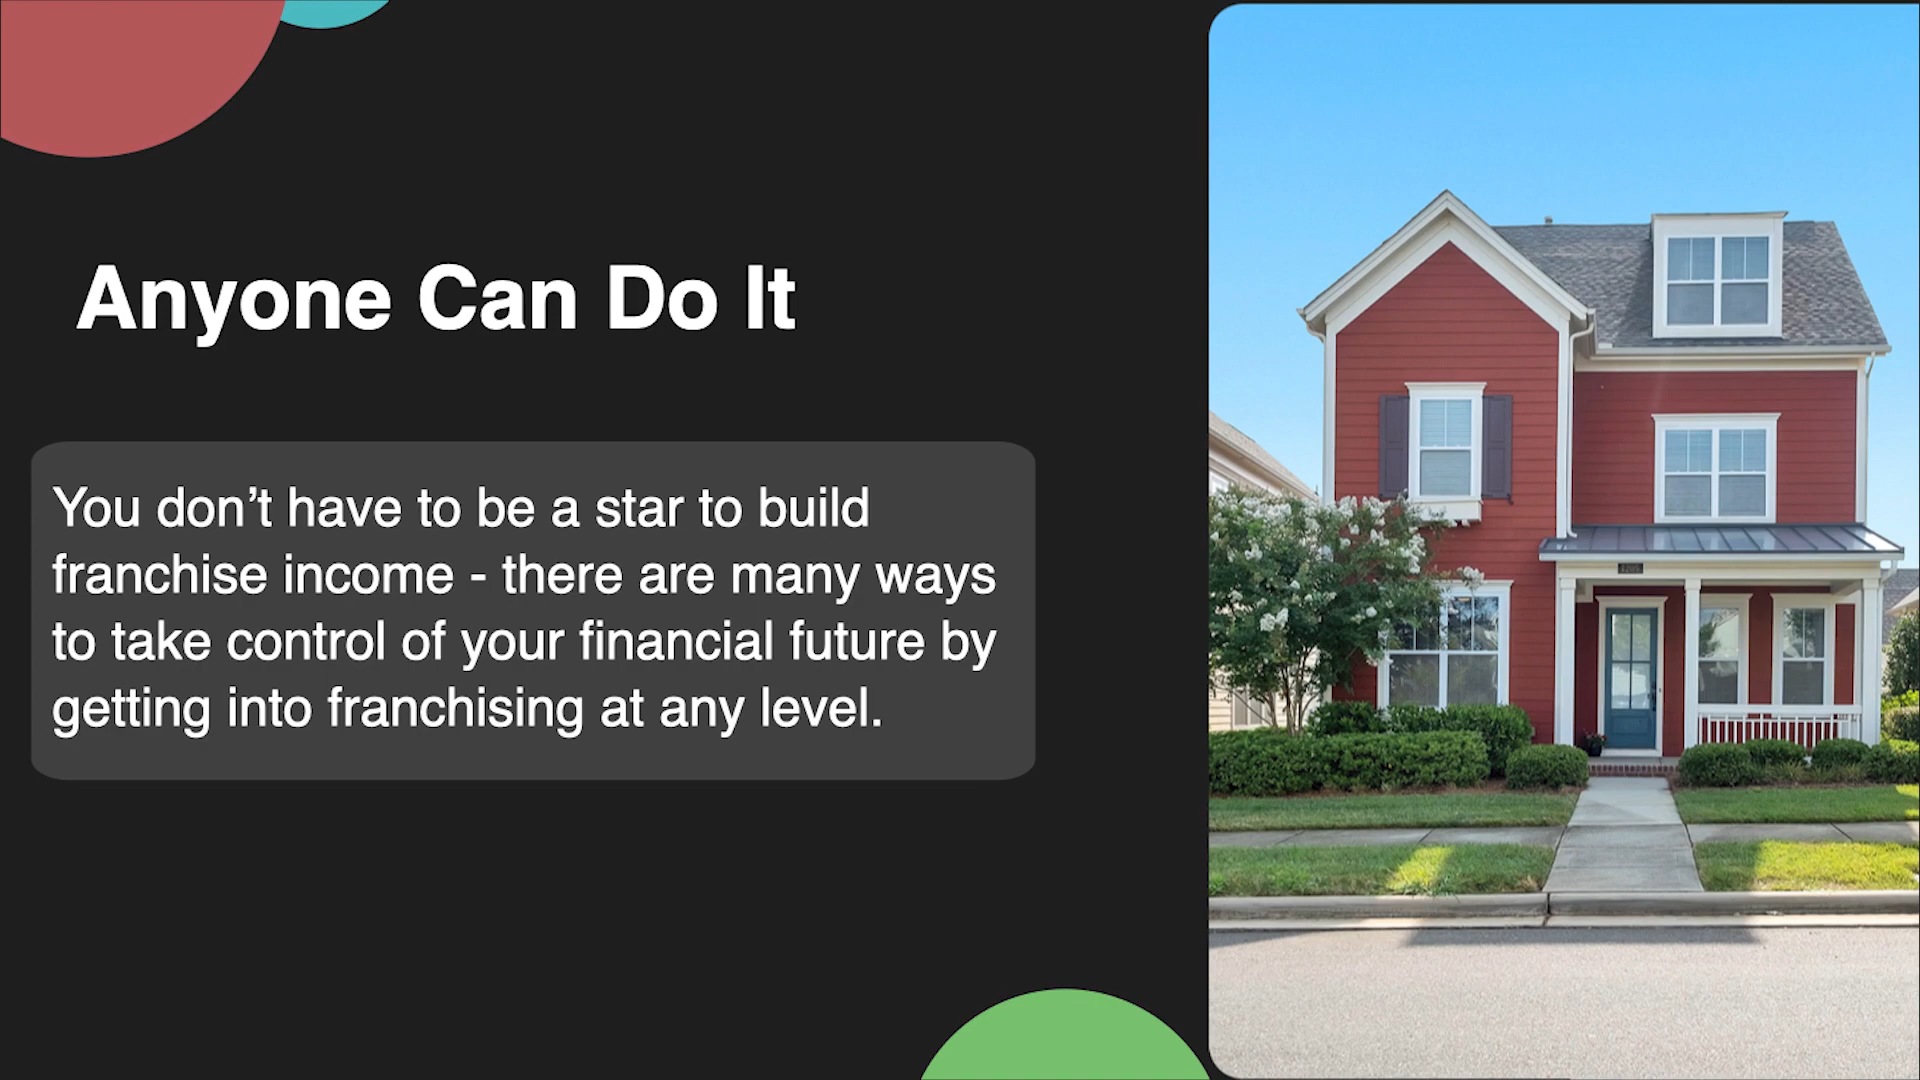 Anyone Can Do It
You don’t have to be a star to build
franchise income - there are many ways
to take control of your financial future by
getting into franchising at any level.